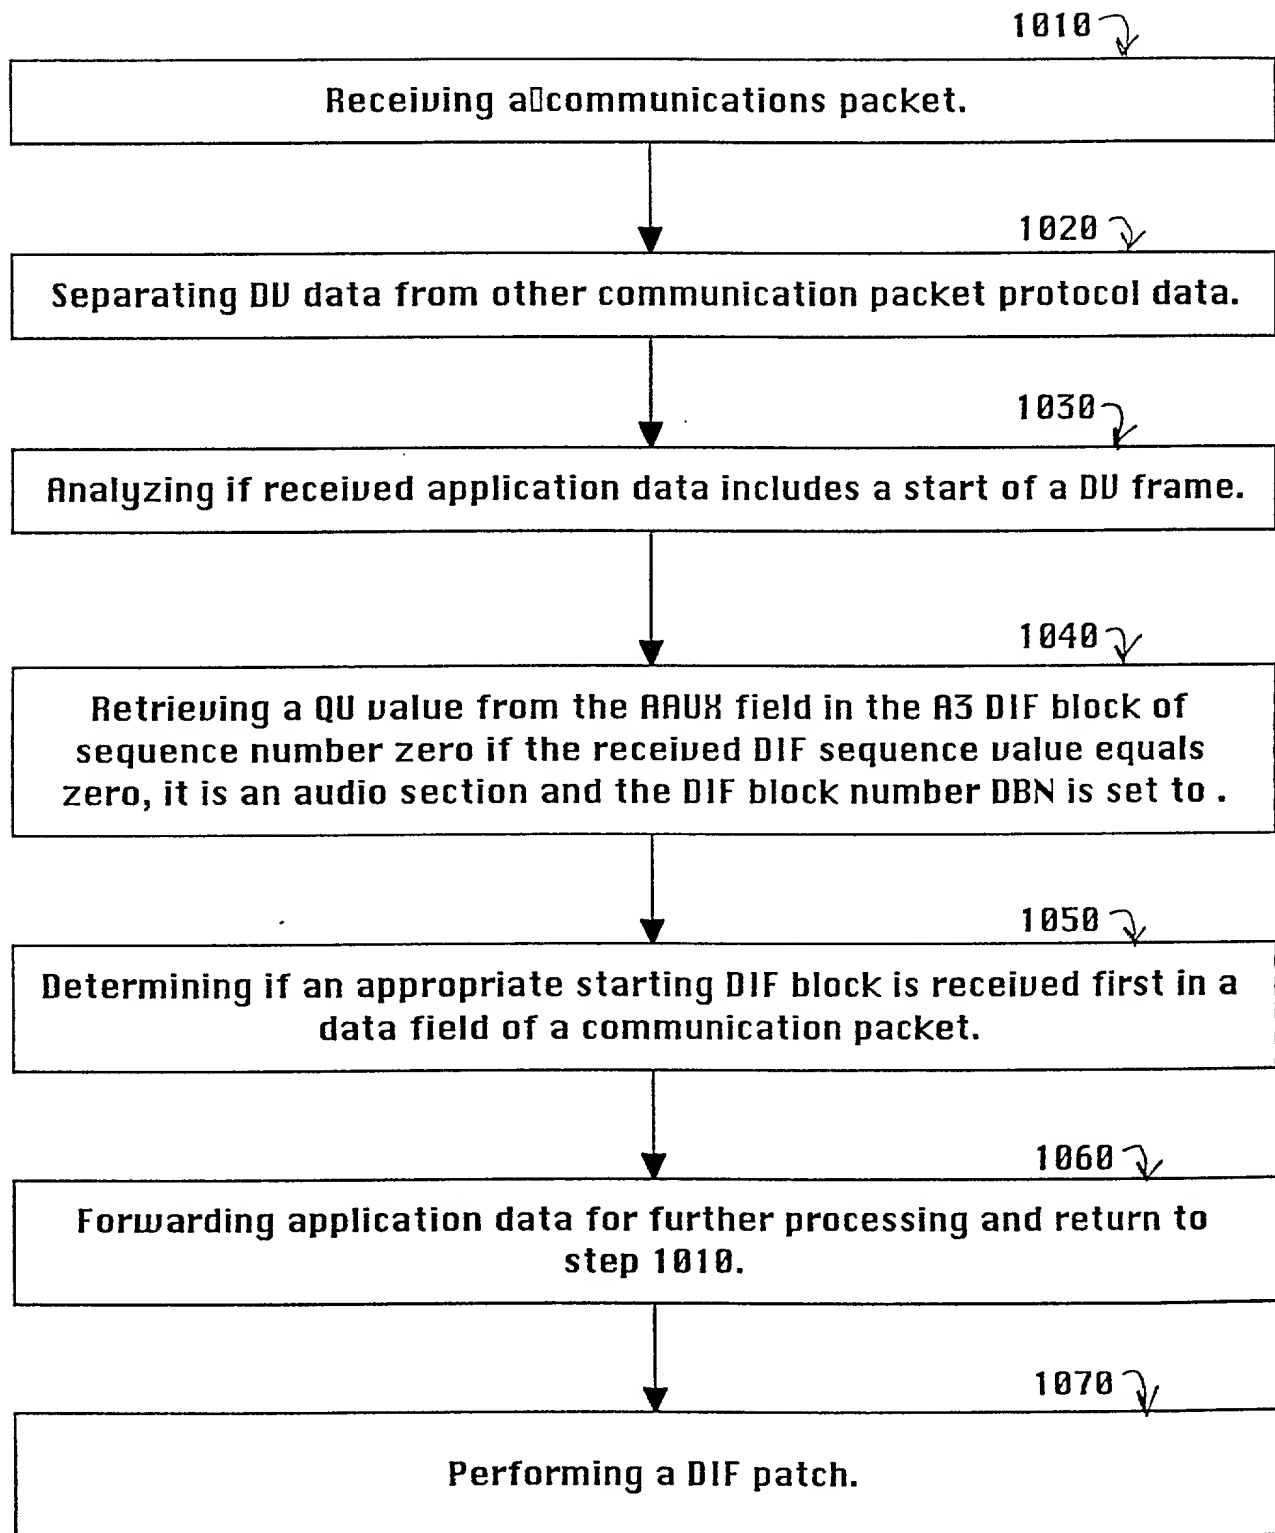 1010
Receiving a▯communications packet.
1020
Separating DV data from other communication packet protocol data.
1030
Analyzing if received application data includes a start of a DV frame.
1040
Retrieving a QU value from the AAUX field in the A3 DIF block of
sequence number zero if the received DIF sequence value equals
zero, it is an audio section and the DIF block number DBN is set to .
1050
Determining if an appropriate starting DIF block is received first in a
data field of a communication packet.
1060
Forwarding application data for further processing and return to
step 1010.
1070
Performing a DIF patch.